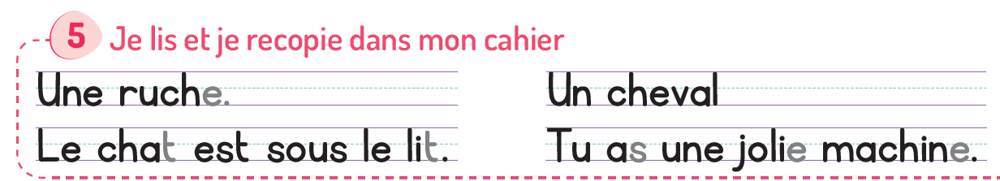 5 Je lis et je recopie dans mon cahier
Une ruche.
Un cheval
Le chat est sous le lit.
Tu as une jolie machine.